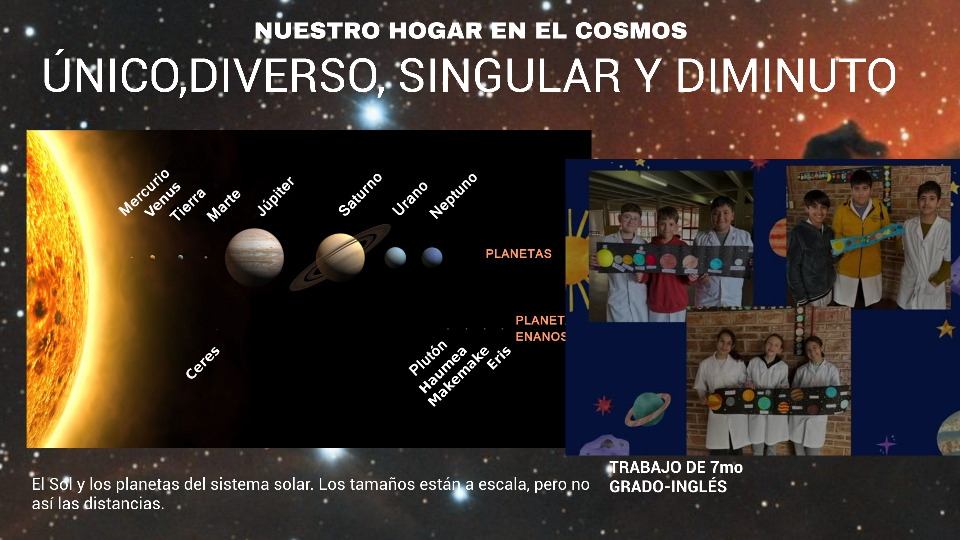 NUESTRO HOGAR EN EL COSMOS
ÚNICO,DIVERSO, SINGULAR Y DIMINUTO
Mercurio
Venus
Tierra
Marte
Júpiter
Saturno
Urano
Neptuno
PLANETAS
PLANET
ENANOS
Ceres
Plutón
Haumea
Makemake
Eris
El Sol y los planetas del sistema solar. Los tamaños están a escala, pero no
así las distancias.
TRABAJO DE 7mo
GRADO-INGLÉS